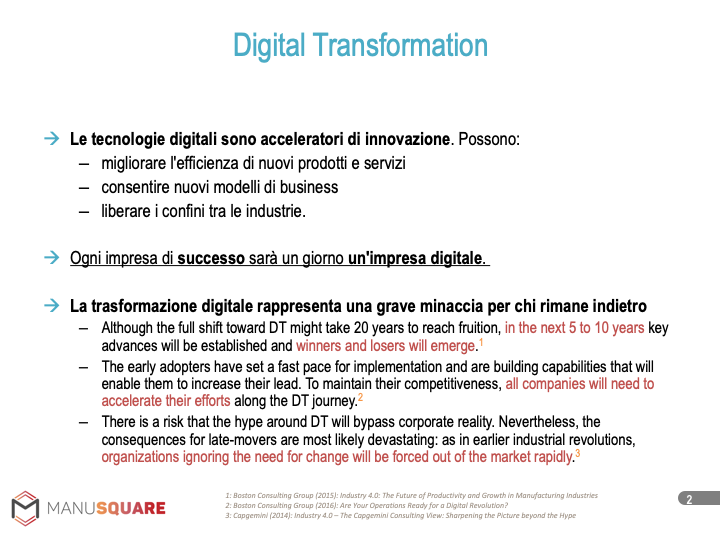 Digital Transformation
→ Le tecnologie digitali sono acceleratori di innovazione. Possono:
– migliorare l'efficienza di nuovi prodotti e servizi
– consentire nuovi modelli di business
– liberare i confini tra le industrie.
→ Ogni impresa di successo sarà un giorno un'impresa digitale.
→ La trasformazione digitale rappresenta una grave minaccia per chi rimane indietro
– Although the full shift toward DT might take 20 years to reach fruition, in the next 5 to 10 years key
advances will be established and winners and losers will emerge.1
– The early adopters have set a fast pace for implementation and are building capabilities that will
enable them to increase their lead. To maintain their competitiveness, all companies will need to
accelerate their efforts along the DT journey.2
– There is a risk that the hype around DT will bypass corporate reality. Nevertheless, the
consequences for late-movers are most likely devastating: as in earlier industrial revolutions,
organizations ignoring the need for change will be forced out of the market rapidly.3
1: Boston Consulting Group (2015): Industry 4.0: The Future of Productivity and Growth in Manufacturing Industries
2: Boston Consulting Group (2016): Are Your Operations Ready for a Digital Revolution?
3: Capgemini (2014): Industry 4.0 – The Capgemini Consulting View: Sharpening the Picture beyond the Hype
MANUSQUARE
2